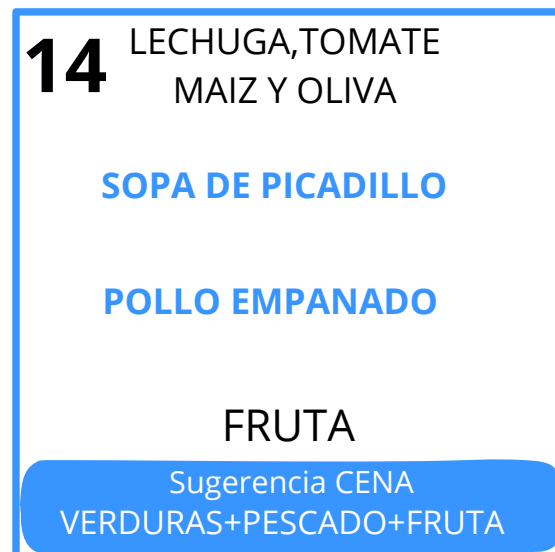 14
LECHUGA,TOMATE
MAIZ Y OLIVA
SOPA DE PICADILLO
POLLO EMPANADO
FRUTA
Sugerencia CENA
VERDURAS+PESCADO+FRUTA